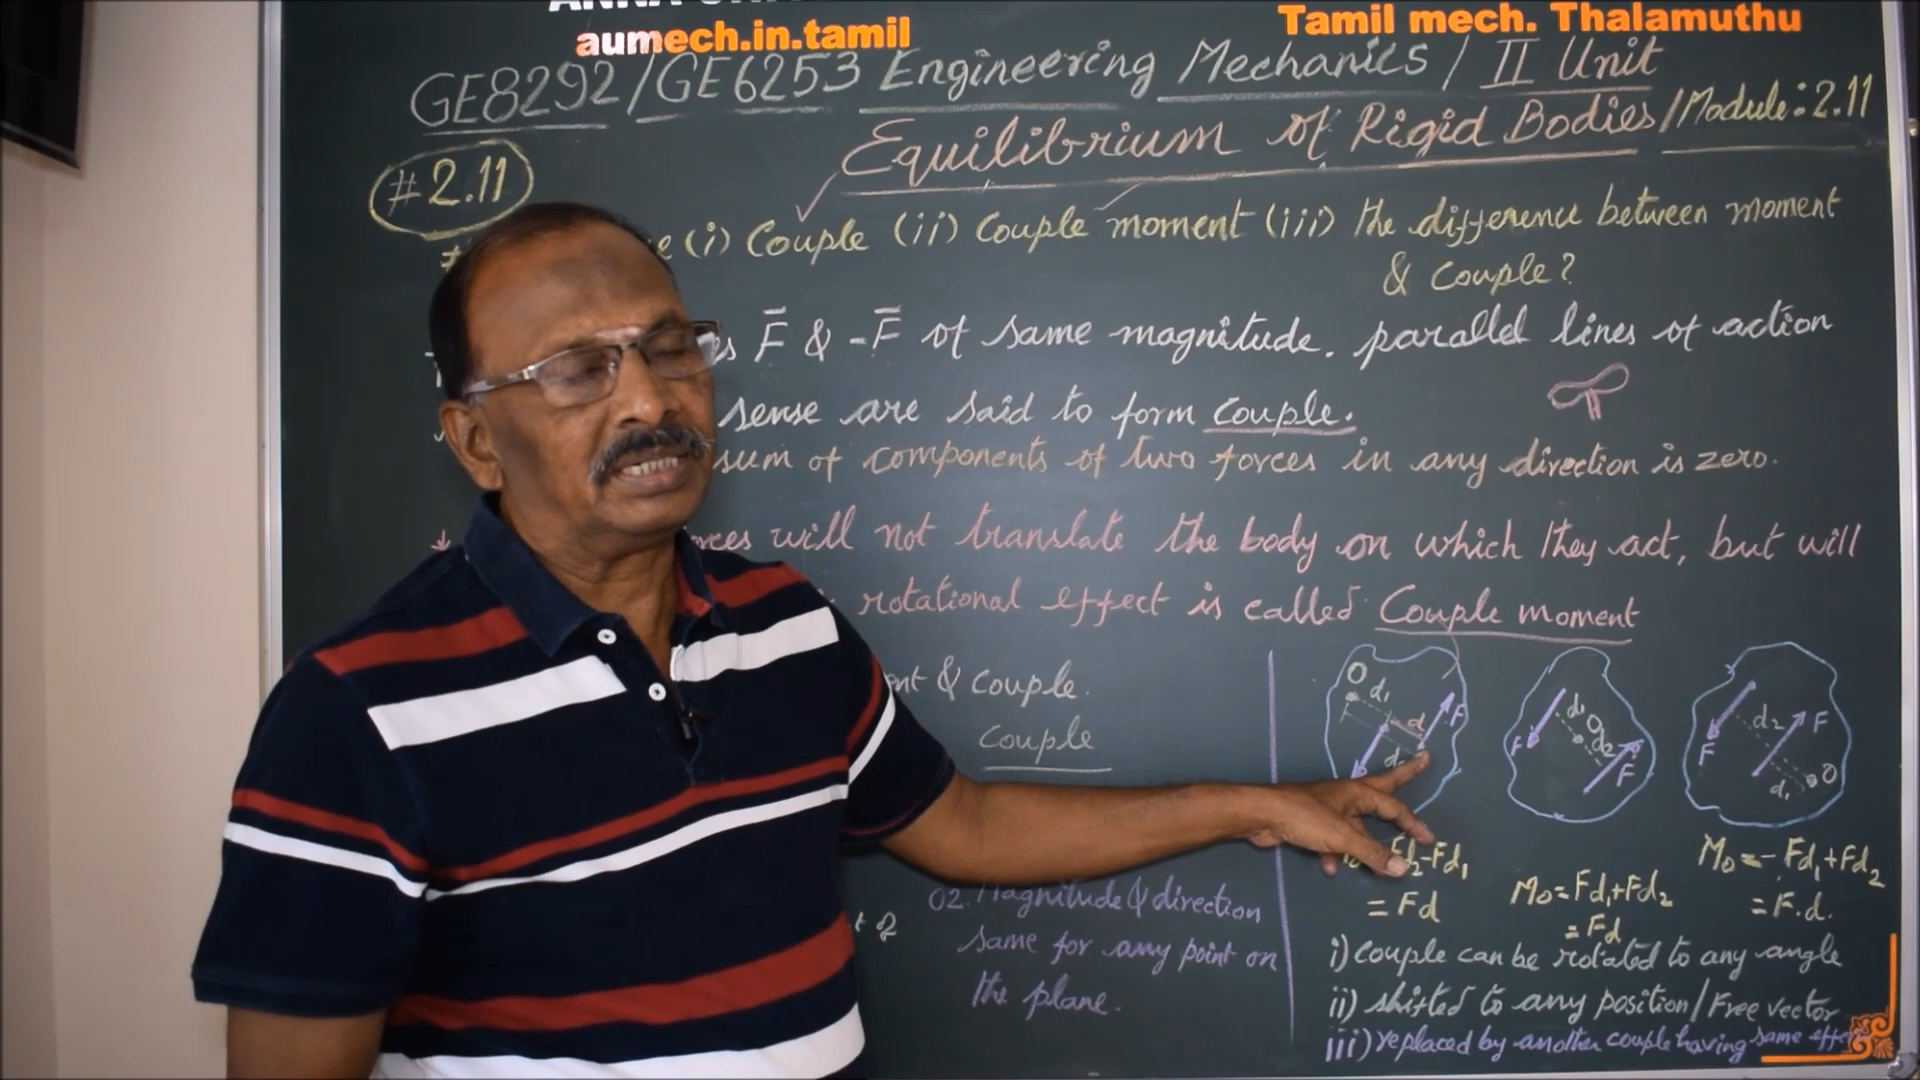 aumech.in.tamil
Tamil mech. Thalamuthu
GE8292/GE6253 Engineering Mechanics / II Unit
Equilibrium of Rigid Bodies/Module: 2.11
# 2.11
(i) Couple (ii) Couple moment (iii) the difference between moment
& Couple?
F̄ & -F̄ of same magnitude. parallel lines of action
sense are said to form couple.
sum of components of two forces in any direction is zero.
will not translate the body on which they act, but will
rotational effect is called Couple moment
& Couple.
Couple
02. Magnitude & direction
same for any point on
the plane.
O
d₁
d
F
F
d₁
O
d₂
F
F
d₂
F
d₁
O
Fd₂-Fd₁
= Fd
Mo=Fd₁+Fd₂
= Fd
Mo=-Fd₁+Fd₂
= F.d.
i) couple can be rotated to any angle
ii) shifted to any position/Free vector
iii) replaced by another couple having same